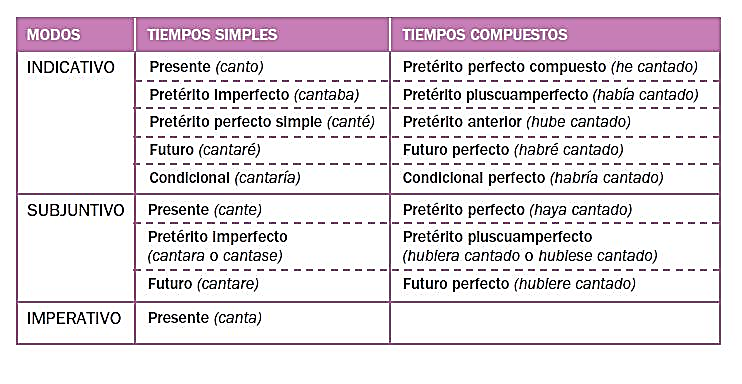 MODOS TIEMPOS SIMPLES TIEMPOS COMPUESTOS
INDICATIVO Presente (canto) Pretérito perfecto compuesto (he cantado)
Pretérito imperfecto (cantaba) Pretérito pluscuamperfecto (había cantado)
Pretérito perfecto simple (canté) Pretérito anterior (hube cantado)
Futuro (cantaré) Futuro perfecto (habré cantado)
Condicional (cantaría) Condicional perfecto (habría cantado)
SUBJUNTIVO Presente (cante) Pretérito perfecto (haya cantado)
Pretérito imperfecto Pretérito pluscuamperfecto
(cantara o cantase) (hubiera cantado o hubiese cantado)
Futuro (cantare) Futuro perfecto (hubiere cantado)
IMPERATIVO Presente (canta)